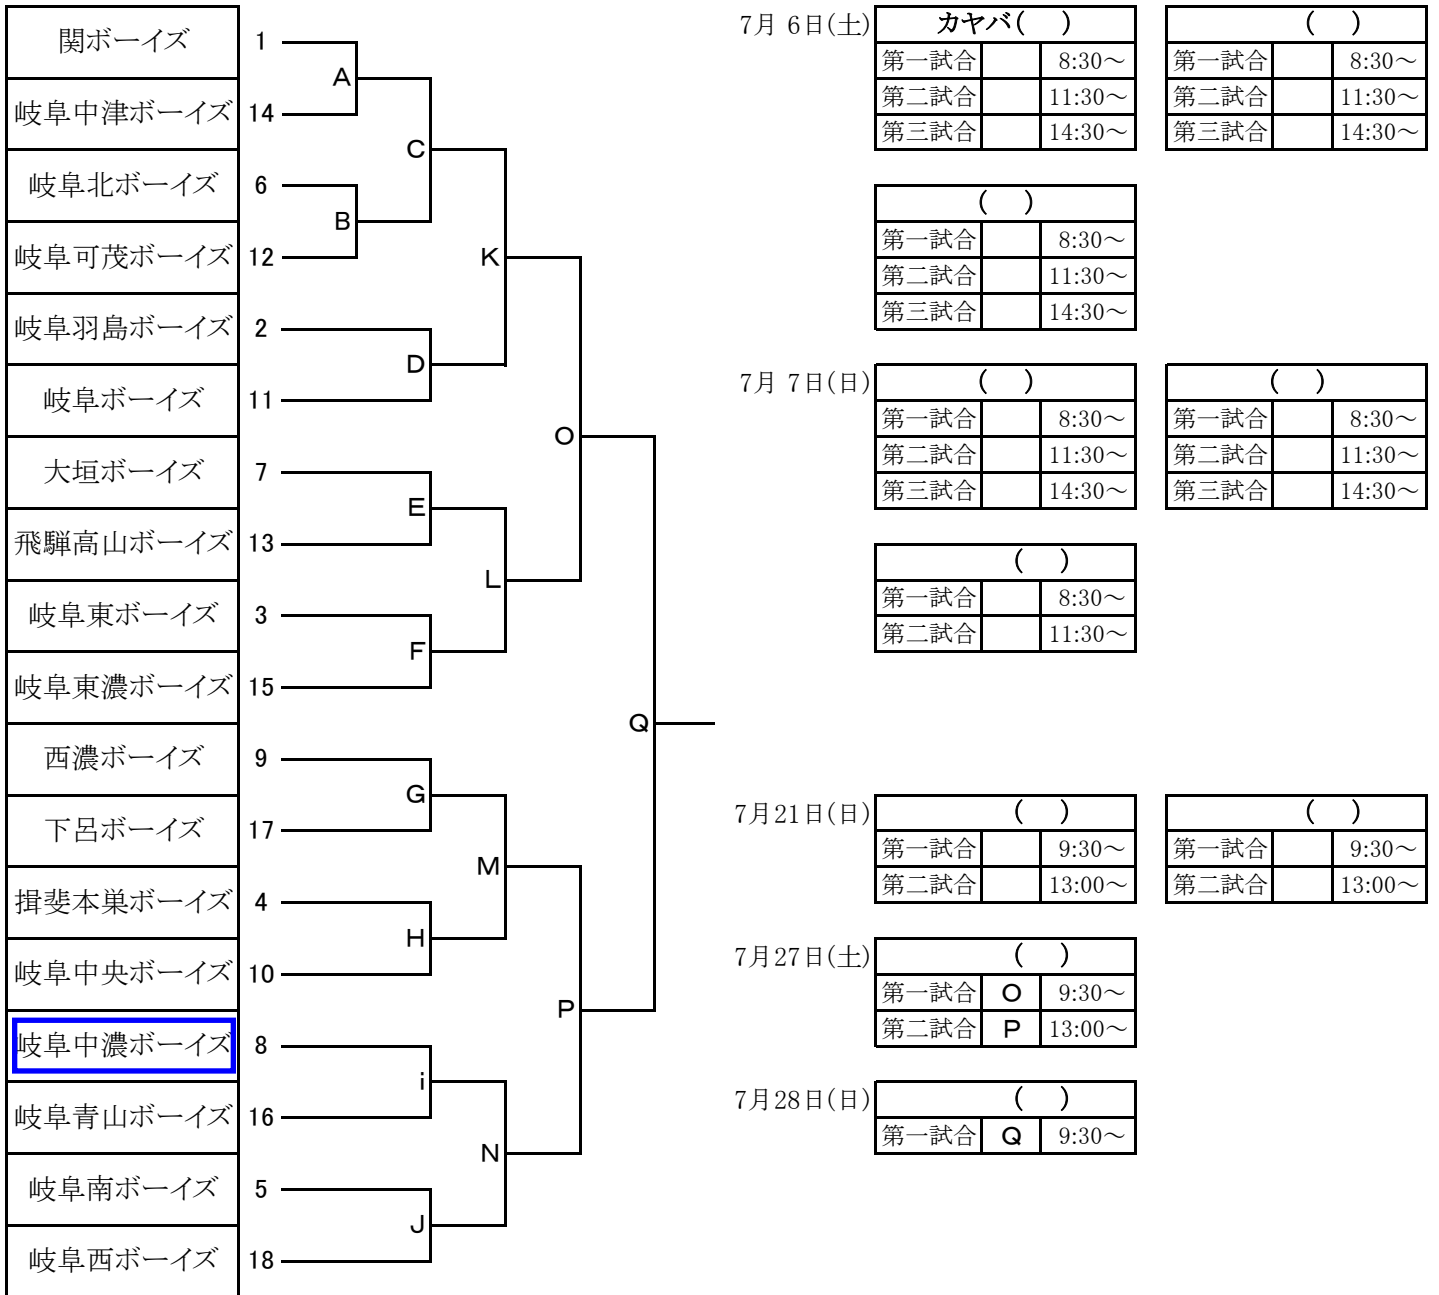 関ボーイズ 1
A
岐阜中津ボーイズ 14
C
岐阜北ボーイズ 6
B
岐阜可茂ボーイズ 12
K
岐阜羽島ボーイズ 2
D
岐阜ボーイズ 11
O
大垣ボーイズ 7
E
飛騨高山ボーイズ 13
L
岐阜東ボーイズ 3
F
岐阜東濃ボーイズ 15
Q
西濃ボーイズ 9
G
下呂ボーイズ 17
M
揖斐本巣ボーイズ 4
H
岐阜中央ボーイズ 10
P
岐阜中濃ボーイズ 8
i
岐阜青山ボーイズ 16
N
岐阜南ボーイズ 5
J
岐阜西ボーイズ 18
7月 6日(土)
カヤバ( )
第一試合 8:30～
第二試合 11:30～
第三試合 14:30～
( )
第一試合 8:30～
第二試合 11:30～
第三試合 14:30～
( )
第一試合 8:30～
第二試合 11:30～
第三試合 14:30～
7月 7日(日)
( )
第一試合 8:30～
第二試合 11:30～
第三試合 14:30～
( )
第一試合 8:30～
第二試合 11:30～
第三試合 14:30～
( )
第一試合 8:30～
第二試合 11:30～
7月21日(日)
( )
第一試合 9:30～
第二試合 13:00～
( )
第一試合 9:30～
第二試合 13:00～
7月27日(土)
( )
第一試合 O 9:30～
第二試合 P 13:00～
7月28日(日)
( )
第一試合 Q 9:30～